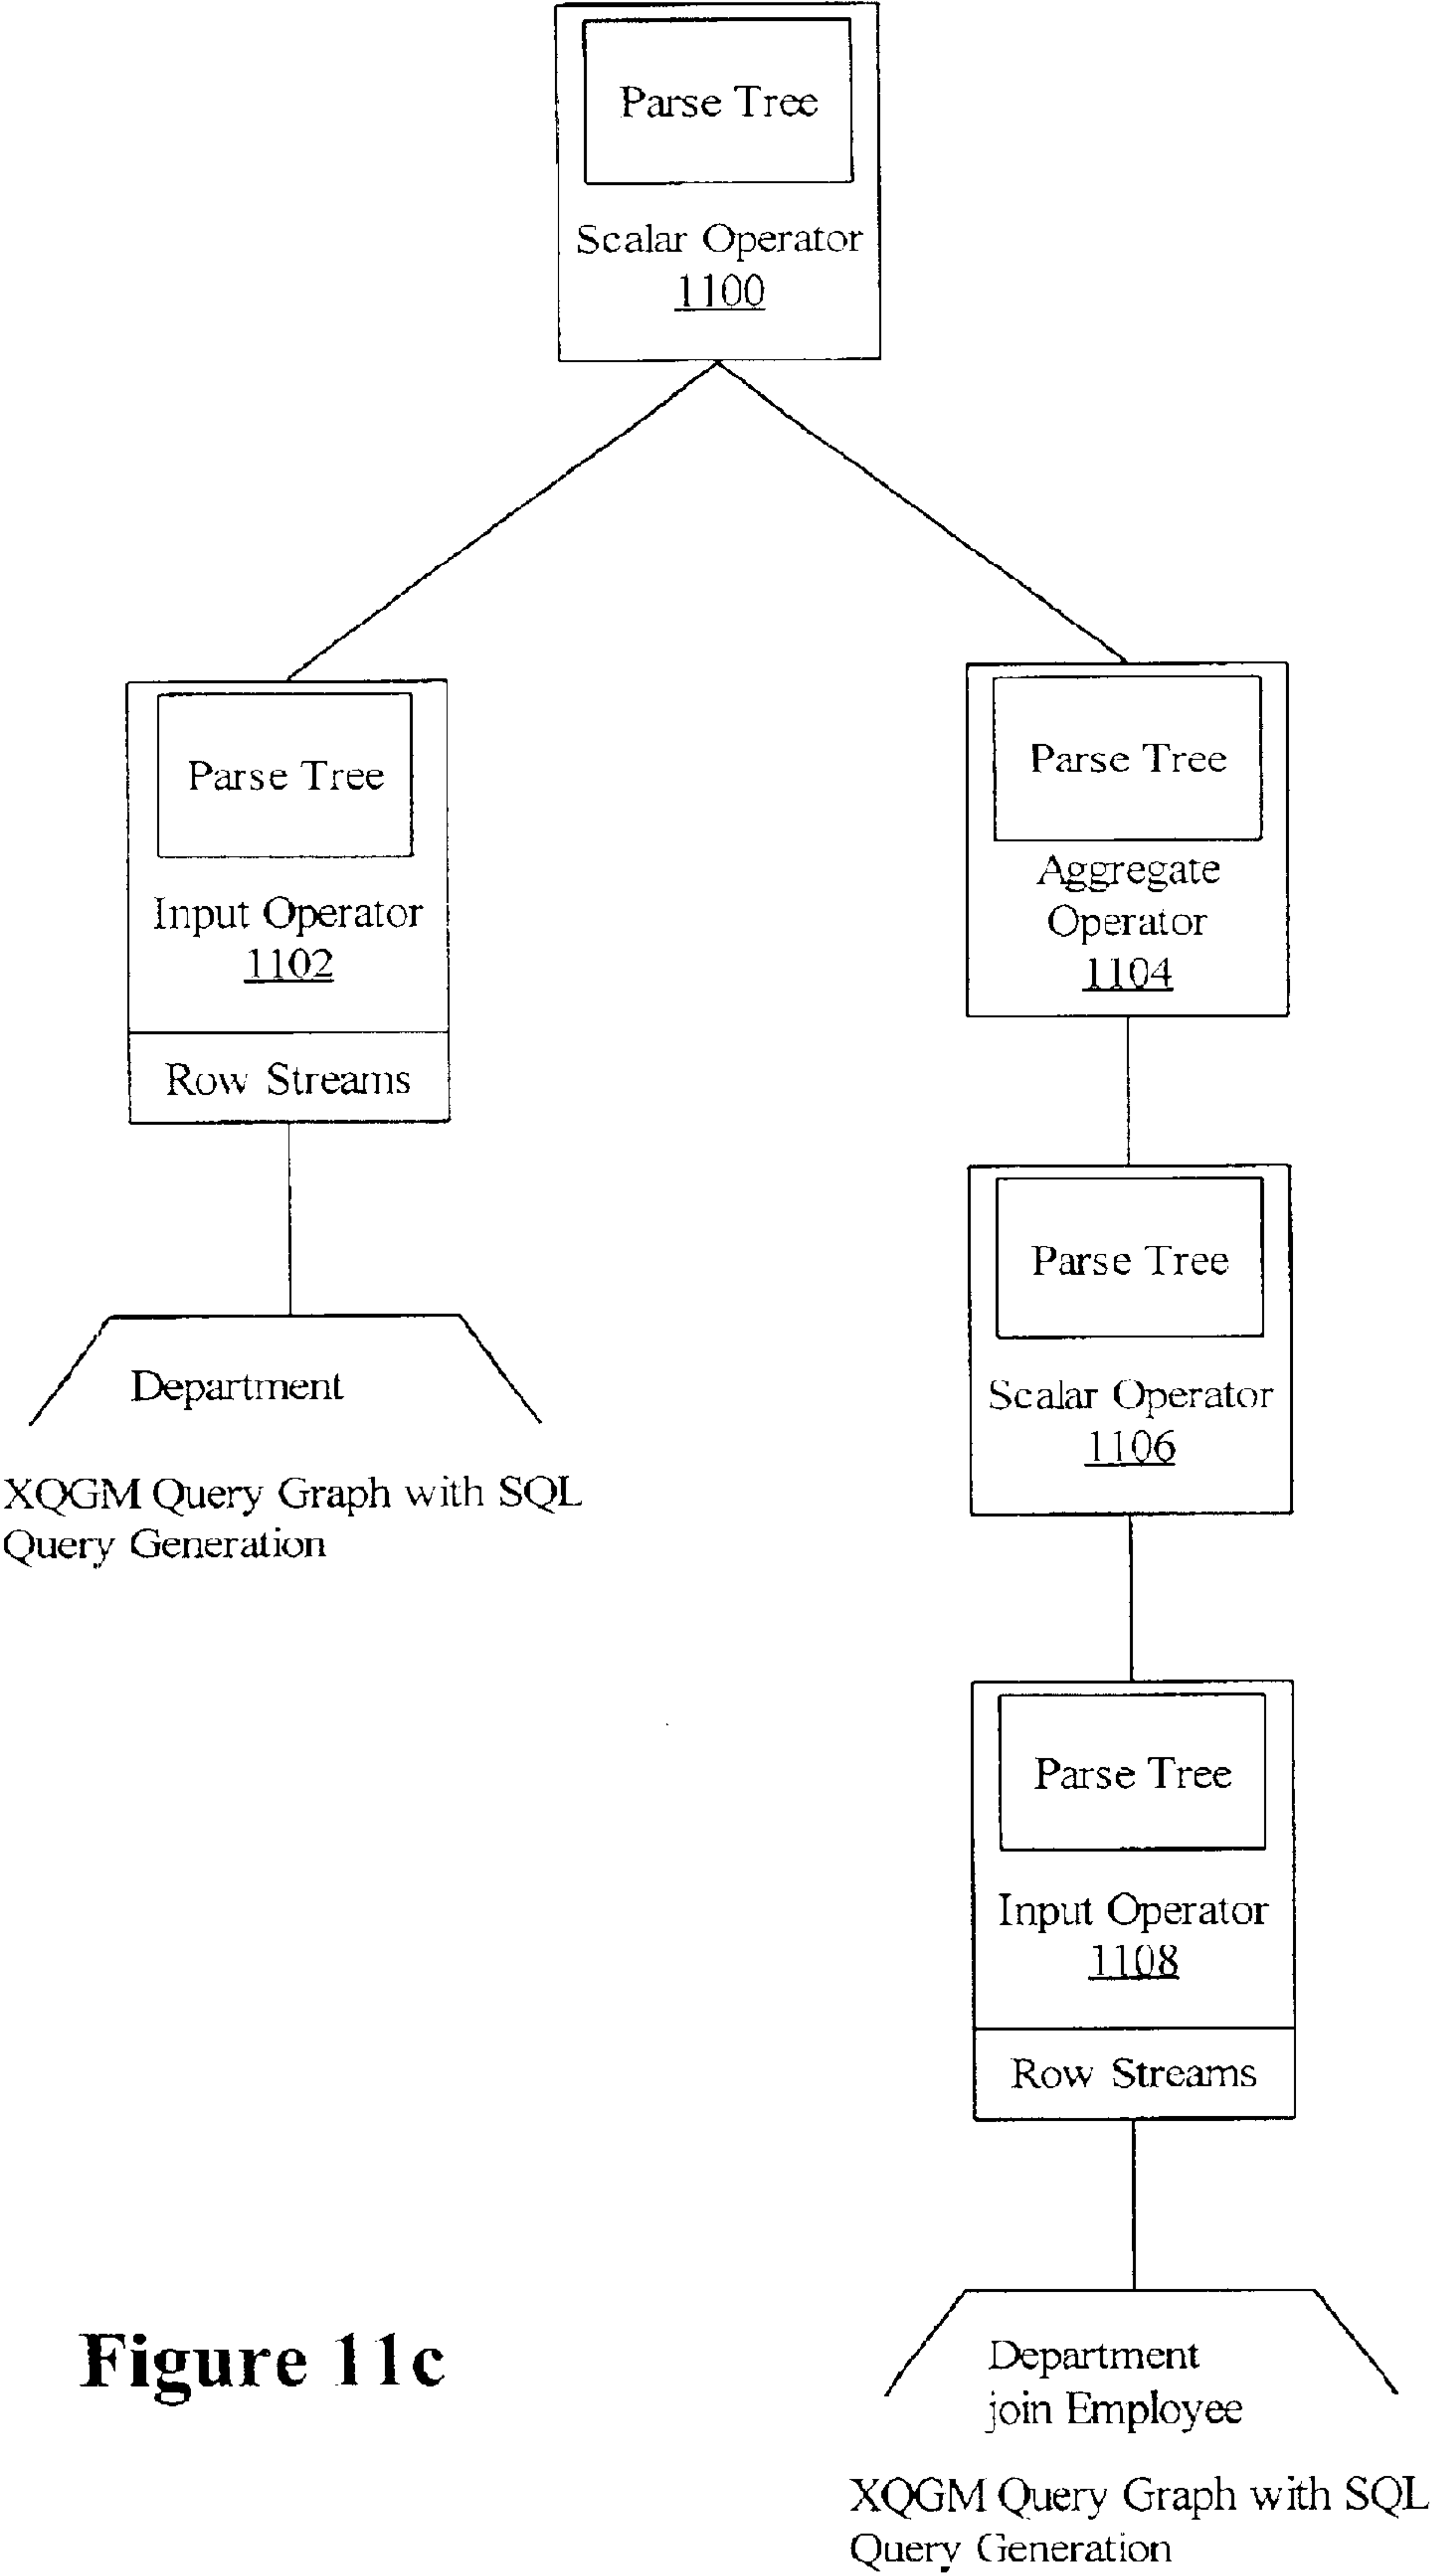 Parse Tree
Scalar Operator
1100
Parse Tree
Input Operator
1102
Row Streams
Department
XQGM Query Graph with SQL
Query Generation
Parse Tree
Aggregate
Operator
1104
Parse Tree
Scalar Operator
1106
Parse Tree
Input Operator
1108
Row Streams
Department
join Employee
XQGM Query Graph with SQL
Query Generation
Figure 11c